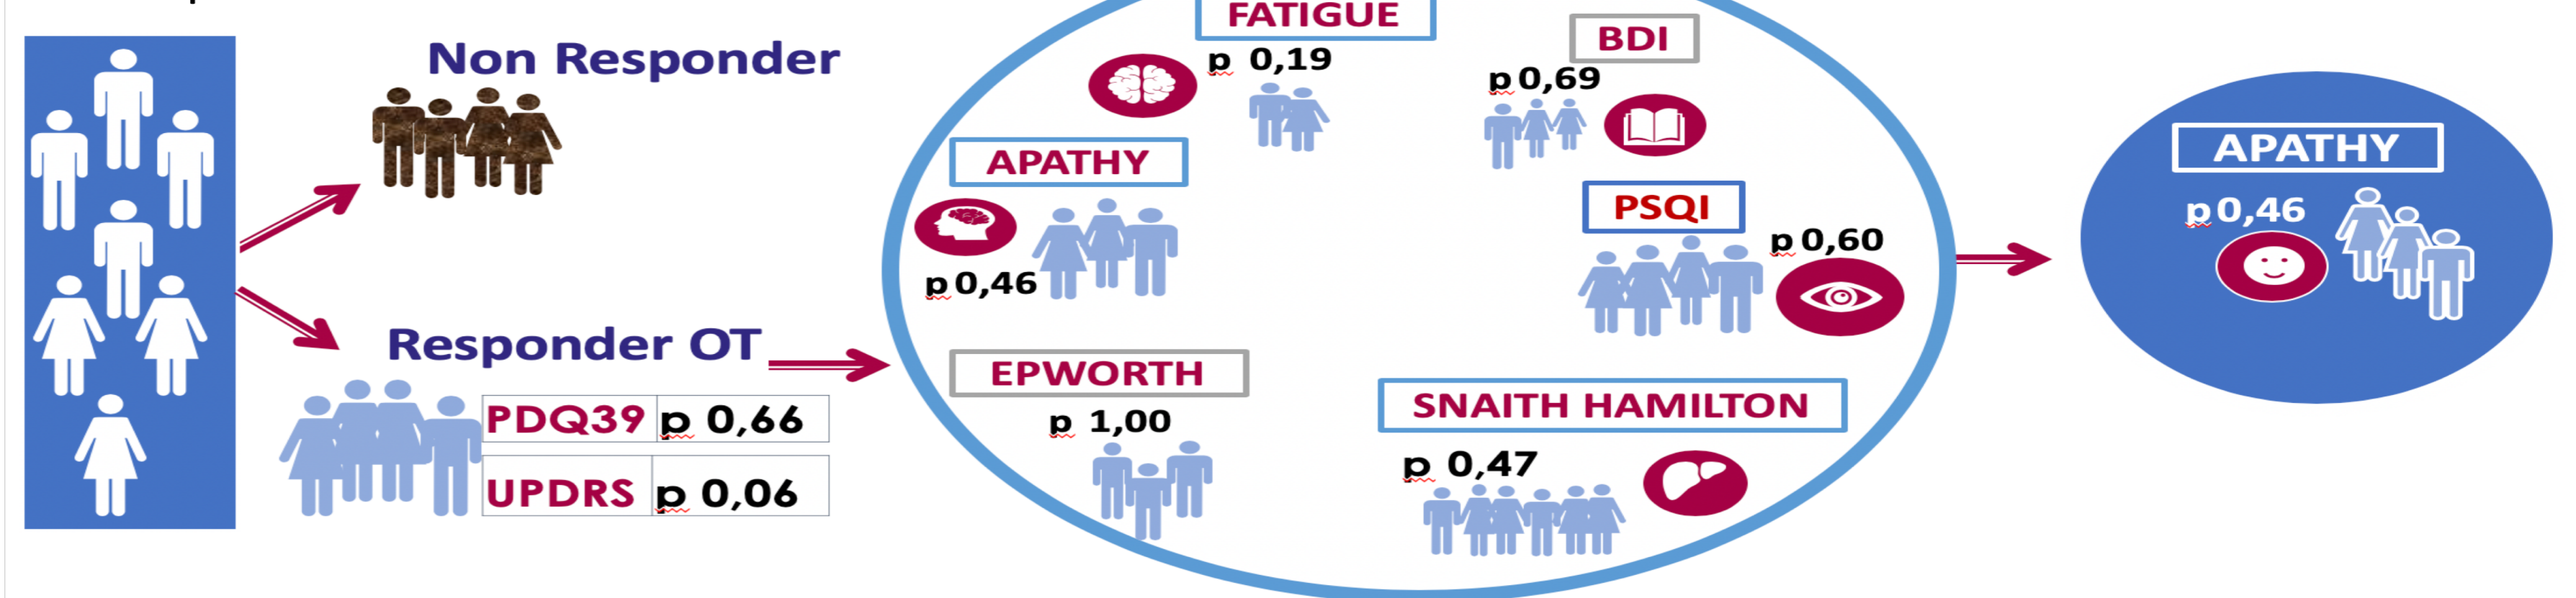 Non Responder
Responder OT
PDQ39 p 0,66
UPDRS p 0,06
FATIGUE
p 0,19
BDI
p 0,69
APATHY
p 0,46
PSQI
p 0,60
EPWORTH
p 1,00
SNAITH HAMILTON
p 0,47
APATHY
p 0,46